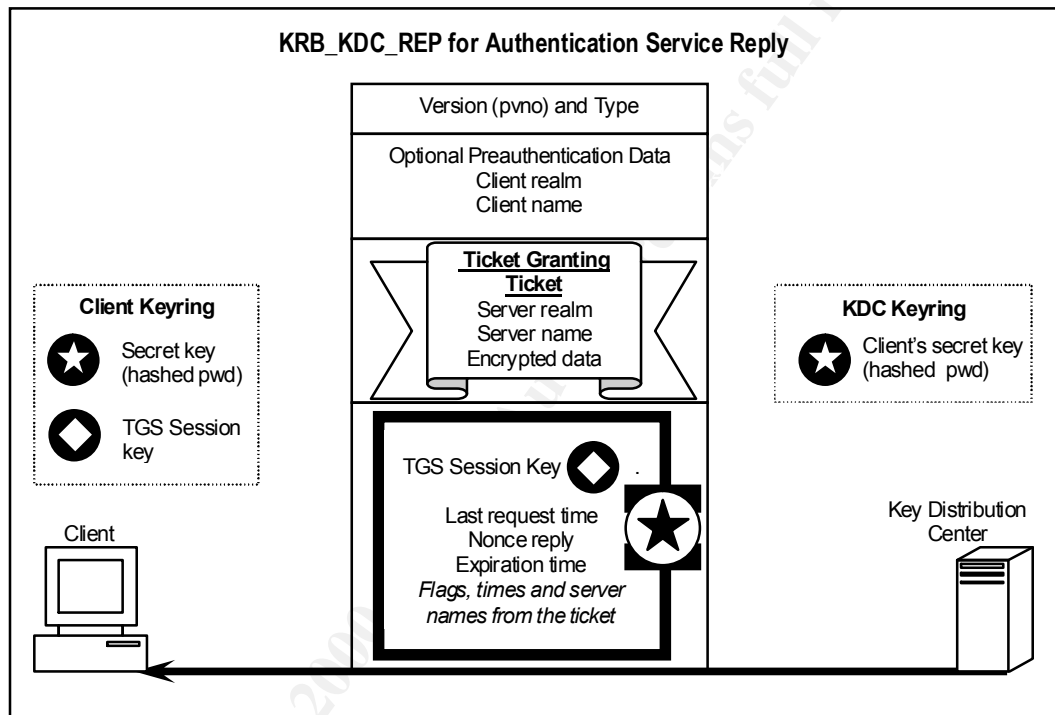 KRB_KDC_REP for Authentication Service Reply
Version (pvno) and Type
Optional Preauthentication Data
Client realm
Client name
Ticket Granting
Ticket
Server realm
Server name
Encrypted data
Client Keyring
Secret key
(hashed pwd)
TGS Session
key
KDC Keyring
Client's secret key
(hashed pwd)
TGS Session Key .
Last request time
Nonce reply
Expiration time
Flags, times and server
names from the ticket
Client
Key Distribution
Center
2000
ns full